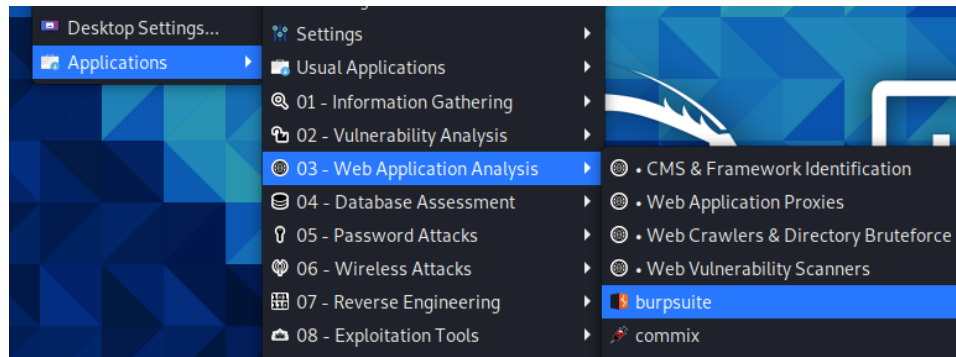 Desktop Settings...
Applications
Settings
Usual Applications
01 - Information Gathering
02 - Vulnerability Analysis
03 - Web Application Analysis
04 - Database Assessment
05 - Password Attacks
06 - Wireless Attacks
07 - Reverse Engineering
08 - Exploitation Tools
• CMS & Framework Identification
• Web Application Proxies
• Web Crawlers & Directory Bruteforce
• Web Vulnerability Scanners
burpsuite
commix